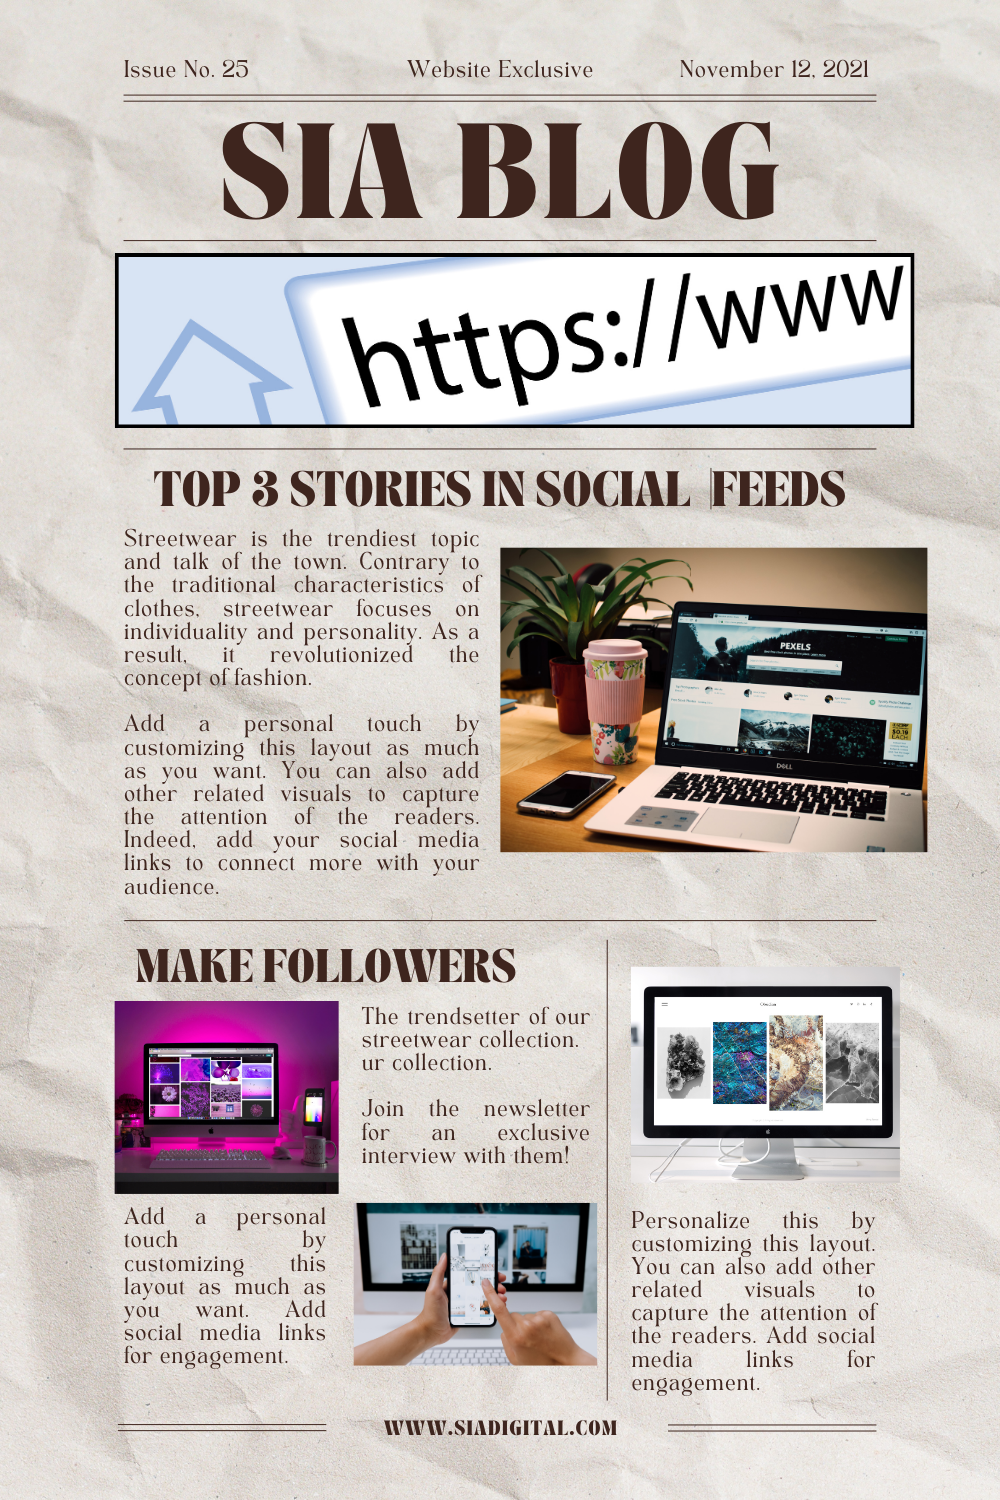 Issue No. 25
Website Exclusive
November 12, 2021
SIA BLOG
https://www
TOP 3 STORIES IN SOCIAL FEEDS
Streetwear is the trendiest topic
and talk of the town. Contrary to
the traditional characteristics of
clothes, streetwear focuses on
individuality and personality. As a
result, it revolutionized the
concept of fashion.
Add a personal touch by
customizing this layout as much
as you want. You can also add
other related visuals to capture
the attention of the readers.
Indeed, add your social media
links to connect more with your
audience.
PEXELS
$0.19
EACH
DELL
MAKE FOLLOWERS
The trendsetter of our
streetwear collection.
ur collection.
Join the newsletter
for an exclusive
interview with them!
Add a personal
touch by
customizing this
layout as much as
you want. Add
social media links
for engagement.
Personalize this by
customizing this layout.
You can also add other
related visuals to
capture the attention of
the readers. Add social
media links for
engagement.
WWW.SIADIGITAL.COM